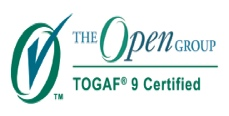 THE Open GROUP
TOGAF® 9 Certified
TM